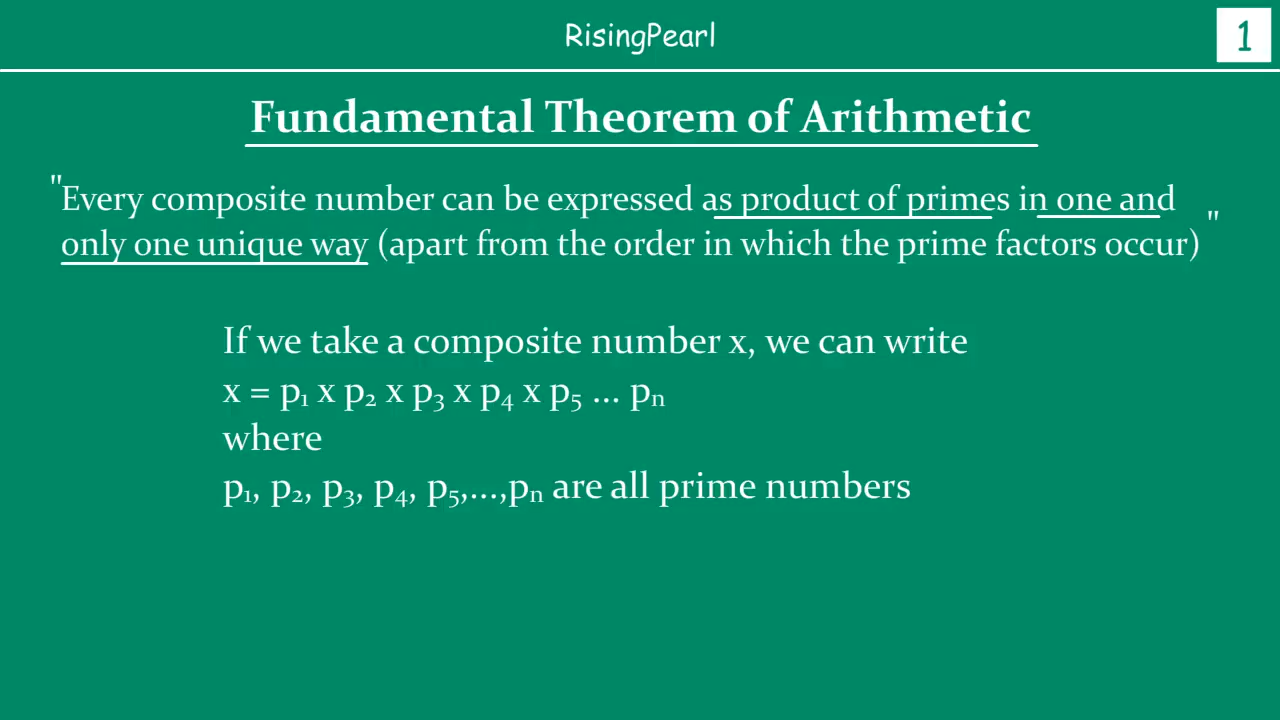 RisingPearl
1
Fundamental Theorem of Arithmetic
"Every composite number can be expressed as product of primes in one and
only one unique way (apart from the order in which the prime factors occur) "
If we take a composite number x, we can write
x = p₁ x p₂ x p₃ x p₄ x p₅ ... pₙ
where
p₁, p₂, p₃, p₄, p₅,...,pₙ are all prime numbers